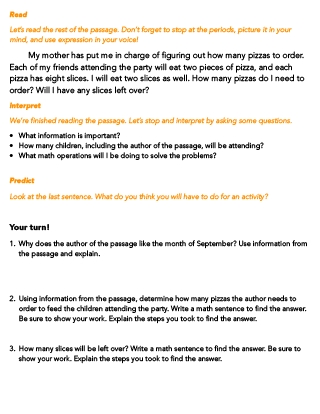 Read
Let's read the rest of the passage. Don't forget to stop at the periods, picture it in your
mind, and use expression in your voice!
My mother has put me in charge of figuring out how many pizzas to order.
Each of my friends attending the party will eat two pieces of pizza, and each
pizza has eight slices. I will eat two slices as well. How many pizzas do I need to
order? Will I have any slices left over?
Interpret
We're finished reading the passage. Let's stop and interpret by asking some questions.
• What information is important?
• How many children, including the author of the passage, will be attending?
• What math operations will I be doing to solve the problems?
Predict
Look at the last sentence. What do you think you will have to do for an activity?
Your turn!
1. Why does the author of the passage like the month of September? Use information from
the passage and explain.
2. Using information from the passage, determine how many pizzas the author needs to
order to feed the children attending the party. Write a math sentence to find the answer.
Be sure to show your work. Explain the steps you took to find the answer.
3. How many slices will be left over? Write a math sentence to find the answer. Be sure to
show your work. Explain the steps you took to find the answer.